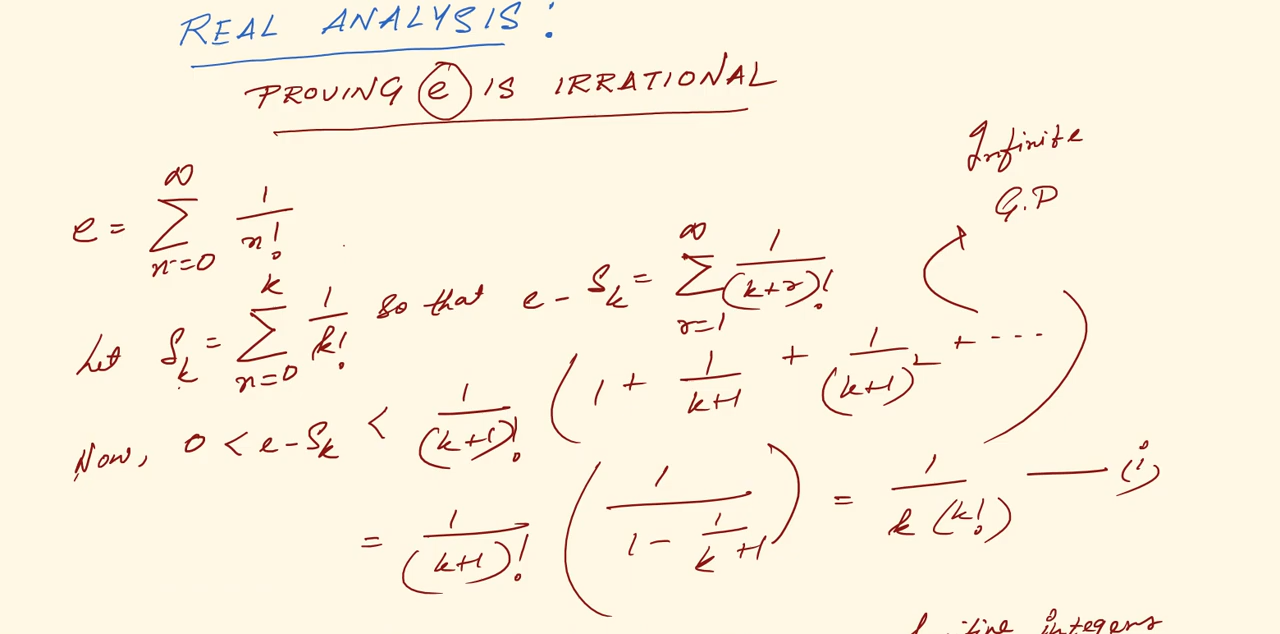 REAL ANALYSIS:
PROVING e IS IRRATIONAL
Infinite
G.P
e = ∑_{n=0}^{∞} 1/n!
Let S_k = ∑_{n=0}^{k} 1/k! so that e - S_k = ∑_{r=1}^{∞} 1/(k+r)!
Now, 0 < e - S_k < 1/(k+1)! (1 + 1/(k+1) + 1/(k+1)^2 + ----)
= 1/(k+1)! (1/(1 - 1/(k+1))) = 1/(k(k!)) — (i)
integers